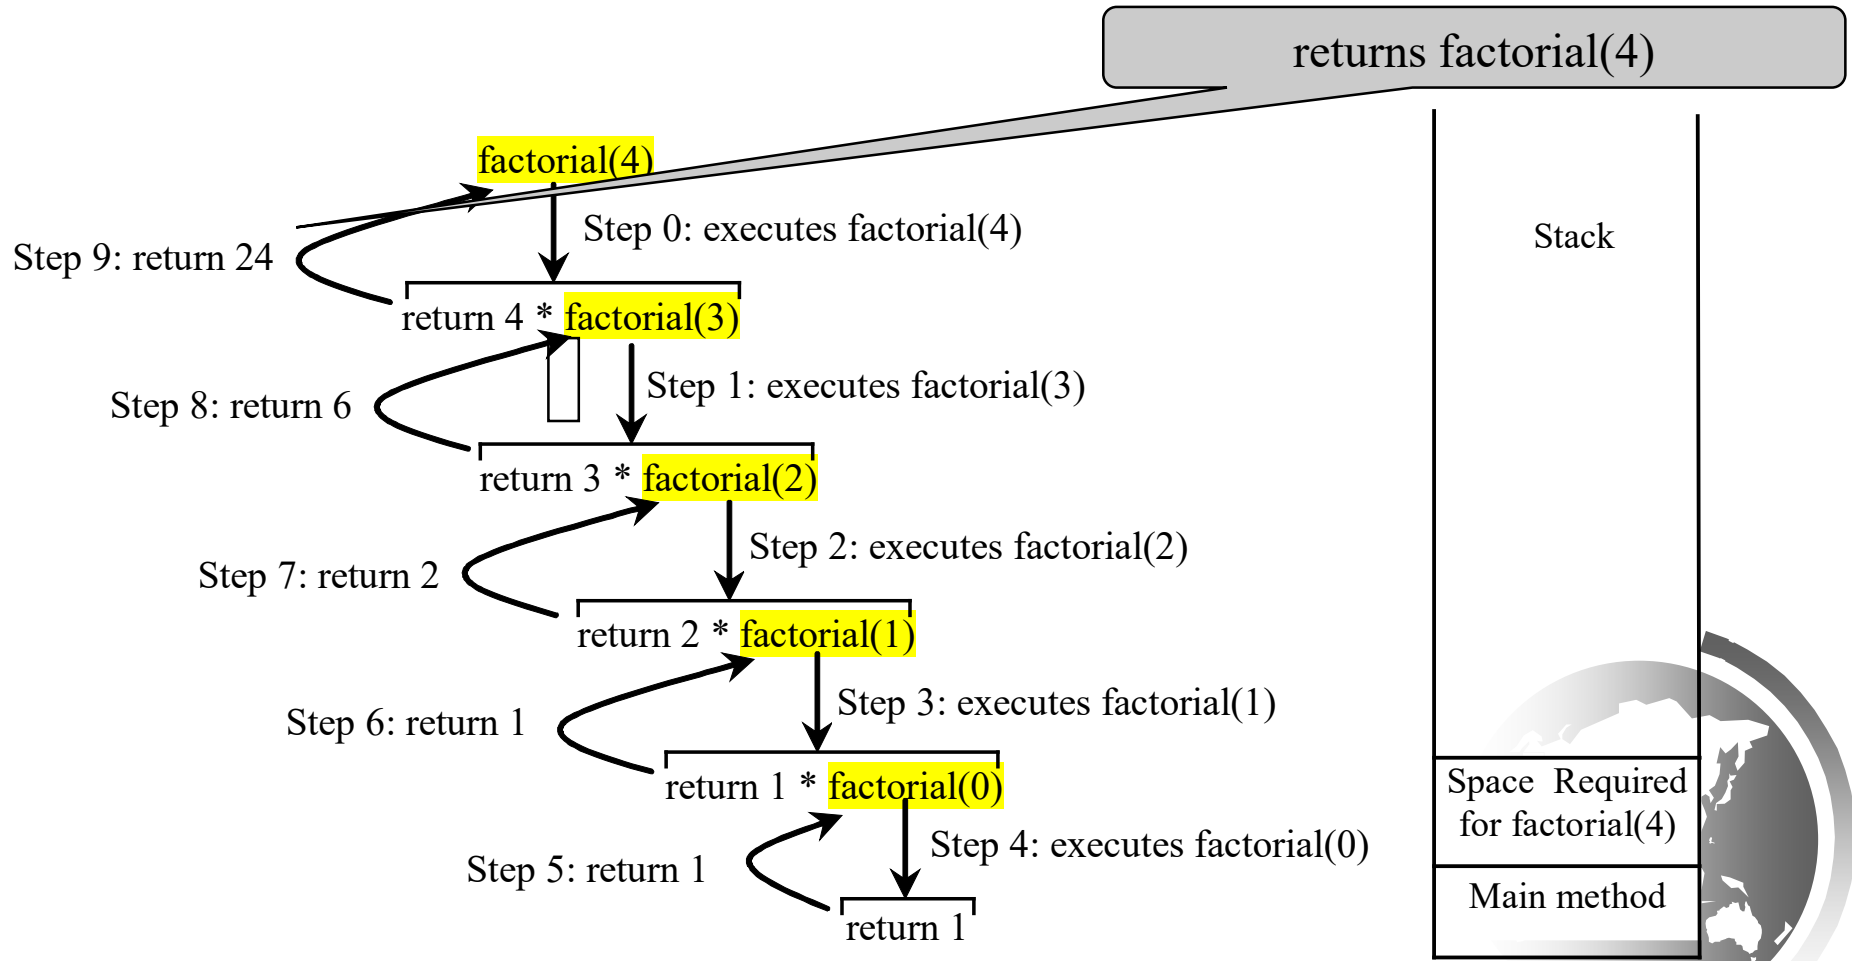 returns factorial(4)
factorial(4)
Step 0: executes factorial(4)
Stack
Step 9: return 24
return 4 * factorial(3)
Step 1: executes factorial(3)
Step 8: return 6
return 3 * factorial(2)
Step 2: executes factorial(2)
Step 7: return 2
return 2 * factorial(1)
Step 3: executes factorial(1)
Step 6: return 1
return 1 * factorial(0)
Space Required
for factorial(4)
Step 4: executes factorial(0)
Step 5: return 1
Main method
return 1